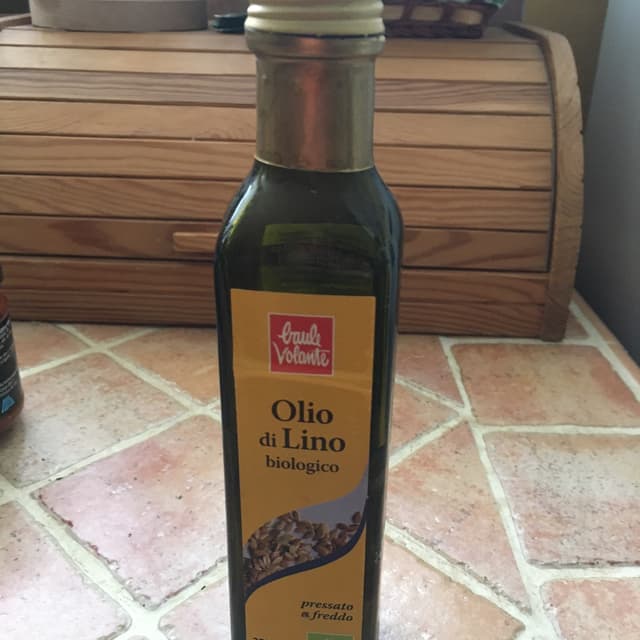 baule
Volante
Olio
di Lino
biologico
pressato
a freddo